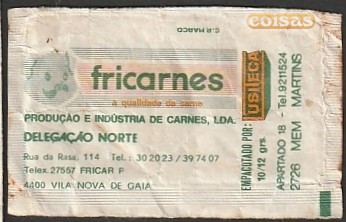 coisas
C.R. MARCO
fricarnes
a qualidade da carne
PRODUÇÃO E INDÚSTRIA DE CARNES, LDA.
DELEGAÇÃO NORTE
Rua da Rasa, 114 Tel.: 30 20 23 / 39 74 07
Telex. 27557 FRICAR P
4400 VILA NOVA DE GAIA
EMPACOTADO POR:
10/12 grs.
USILECA
APARTADO 18 - Tel. 9211524
2726 MEM MARTINS